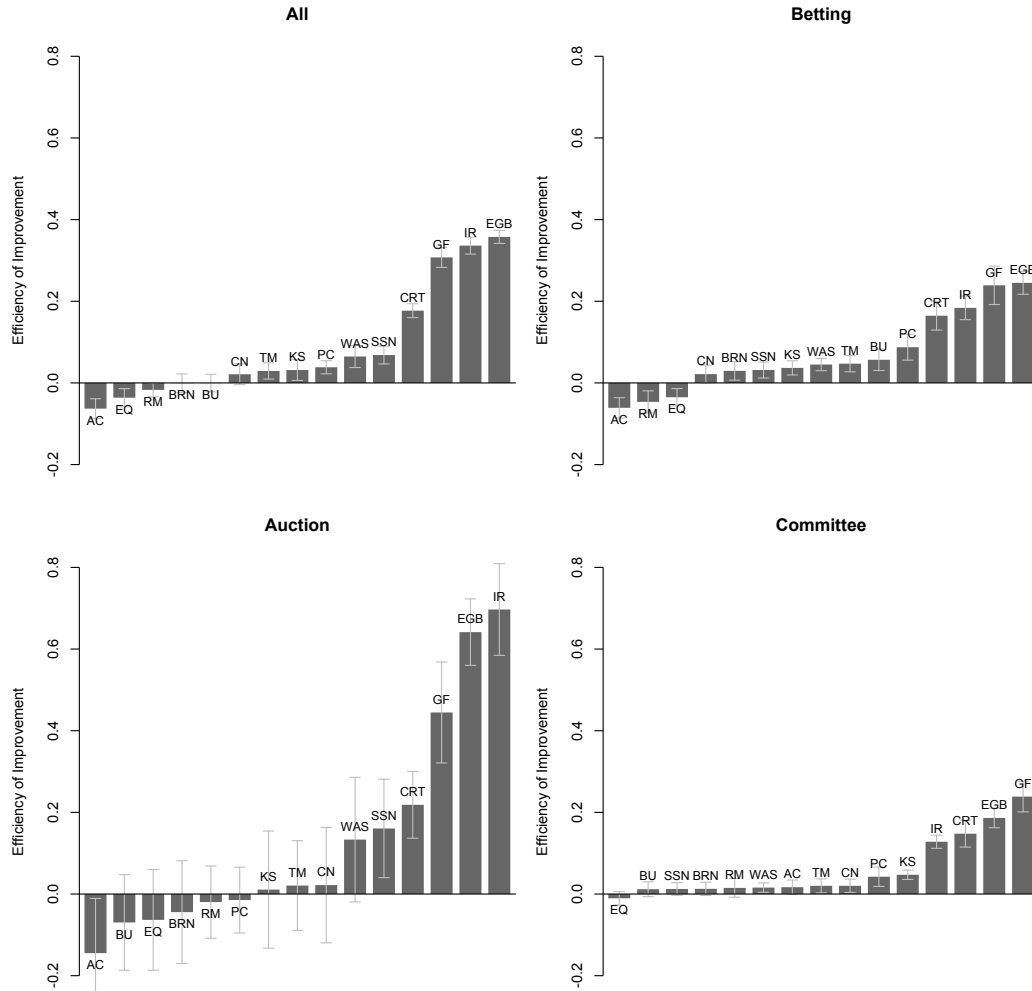 All
Efficiency of Improvement
0.8
0.6
0.4
0.2
0.0
-0.2
AC
EQ
RM
BRN
BU
CN
TM
KS
PC
WAS
SSN
CRT
GF
IR
EGB
Betting
Efficiency of Improvement
0.8
0.6
0.4
0.2
0.0
-0.2
AC
RM
EQ
CN
BRN
SSN
KS
WAS
TM
BU
PC
CRT
IR
GF
EGB
Auction
Efficiency of Improvement
0.8
0.6
0.4
0.2
0.0
-0.2
AC
BU
EQ
BRN
RM
PC
KS
TM
CN
WAS
SSN
CRT
GF
EGB
IR
Committee
Efficiency of Improvement
0.8
0.6
0.4
0.2
0.0
-0.2
EQ
BU
SSN
BRN
RM
WAS
AC
TM
CN
PC
KS
IR
CRT
EGB
GF